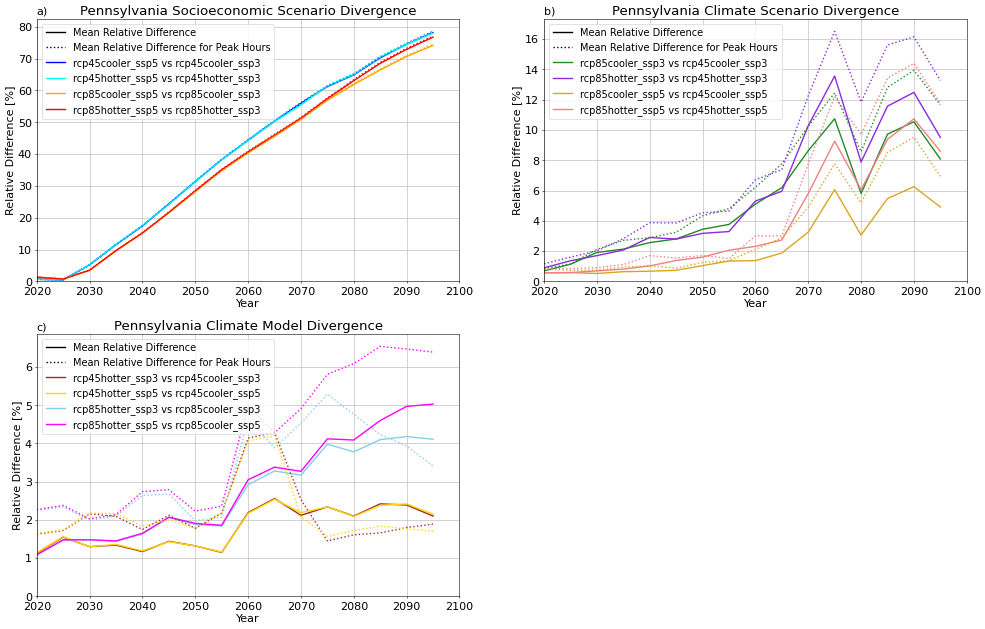 a) Pennsylvania Socioeconomic Scenario Divergence
Relative Difference [%]
80
70
60
50
40
30
20
10
0
Mean Relative Difference
Mean Relative Difference for Peak Hours
rcp45cooler_ssp5 vs rcp45cooler_ssp3
rcp45hotter_ssp5 vs rcp45hotter_ssp3
rcp85cooler_ssp5 vs rcp85cooler_ssp3
rcp85hotter_ssp5 vs rcp85hotter_ssp3
2020 2030 2040 2050 2060 2070 2080 2090 2100
Year
b) Pennsylvania Climate Scenario Divergence
Relative Difference [%]
16
14
12
10
8
6
4
2
0
Mean Relative Difference
Mean Relative Difference for Peak Hours
rcp85cooler_ssp3 vs rcp45cooler_ssp3
rcp85hotter_ssp3 vs rcp45hotter_ssp3
rcp85cooler_ssp5 vs rcp45cooler_ssp5
rcp85hotter_ssp5 vs rcp45hotter_ssp5
2020 2030 2040 2050 2060 2070 2080 2090 2100
Year
c) Pennsylvania Climate Model Divergence
Relative Difference [%]
6
5
4
3
2
1
0
Mean Relative Difference
Mean Relative Difference for Peak Hours
rcp45hotter_ssp3 vs rcp45cooler_ssp3
rcp45hotter_ssp5 vs rcp45cooler_ssp5
rcp85hotter_ssp3 vs rcp85cooler_ssp3
rcp85hotter_ssp5 vs rcp85cooler_ssp5
2020 2030 2040 2050 2060 2070 2080 2090 2100
Year